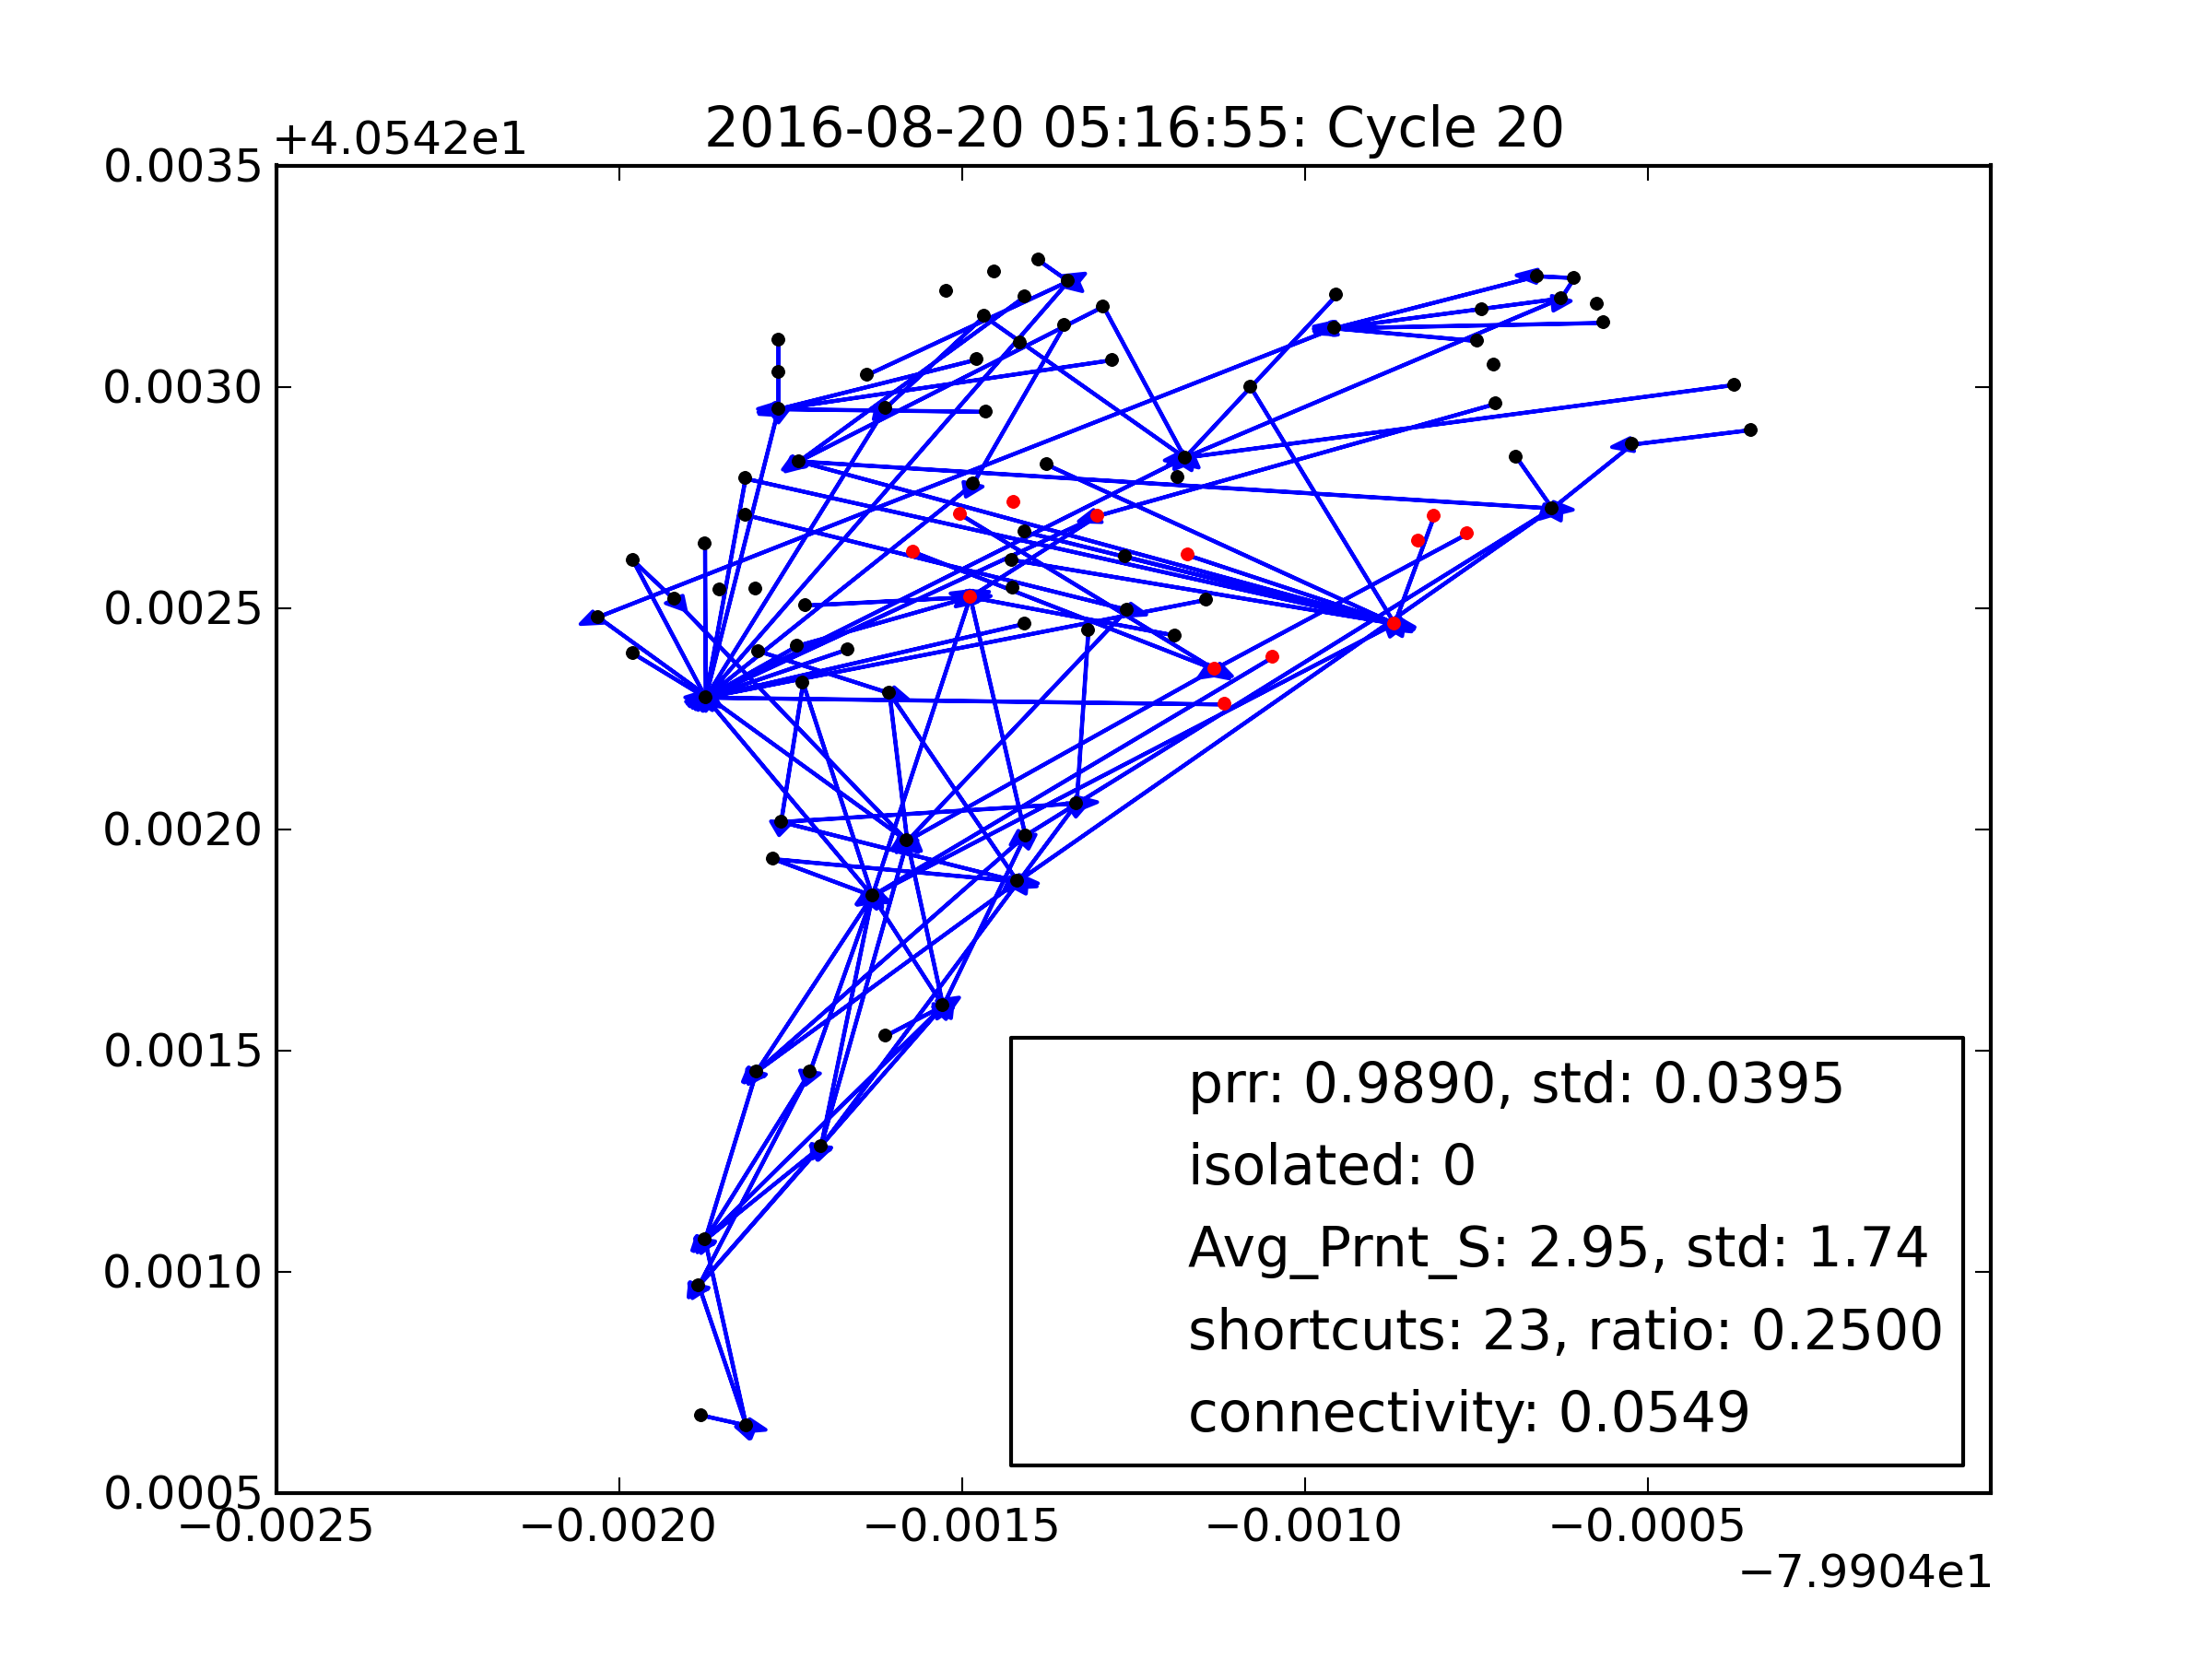 2016-08-20 05:16:55: Cycle 20
+4.0542e1
0.0035
0.0030
0.0025
0.0020
0.0015
0.0010
0.0005
prr: 0.9890, std: 0.0395
isolated: 0
Avg_Prnt_S: 2.95, std: 1.74
shortcuts: 23, ratio: 0.2500
connectivity: 0.0549
−0.0025 −0.0020 −0.0015 −0.0010 −0.0005
−7.9904e1